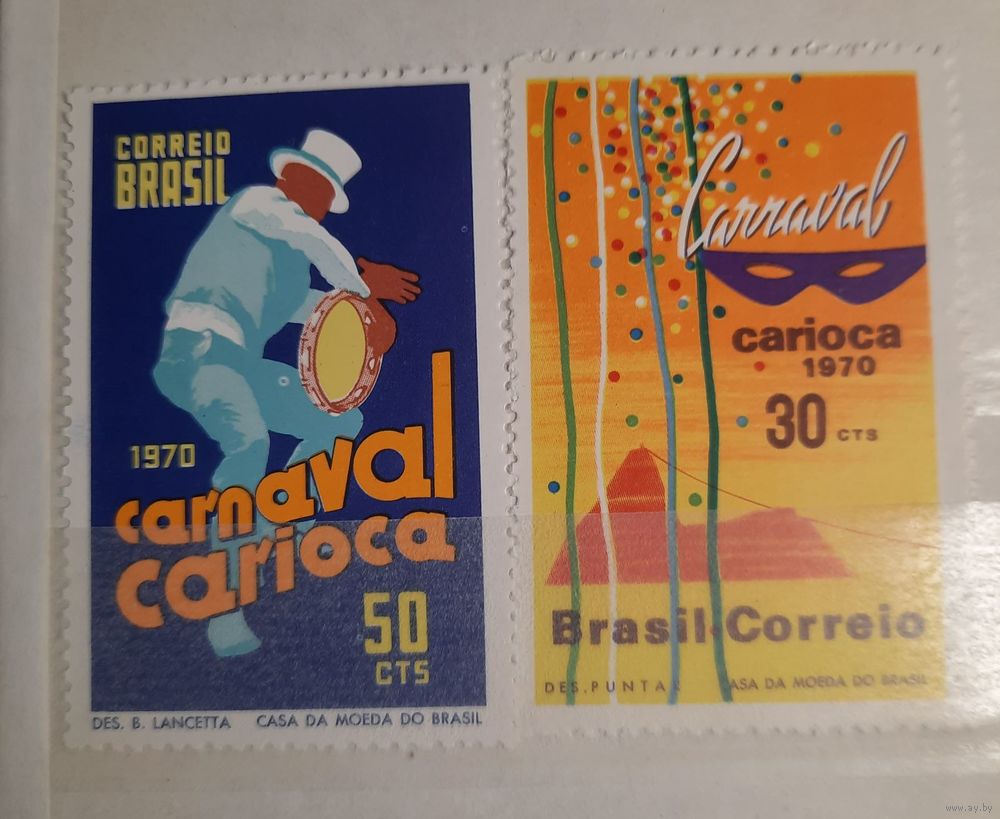 CORREIO
BRASIL
1970
carnaval
carioca
50
CTS
DES. B. LANCETTA CASA DA MOEDA DO BRASIL
Carnaval
carioca
1970
30 CTS
Brasil-Correio
DES. PUNTAR CASA DA MOEDA DO BRASIL
www.ay.by